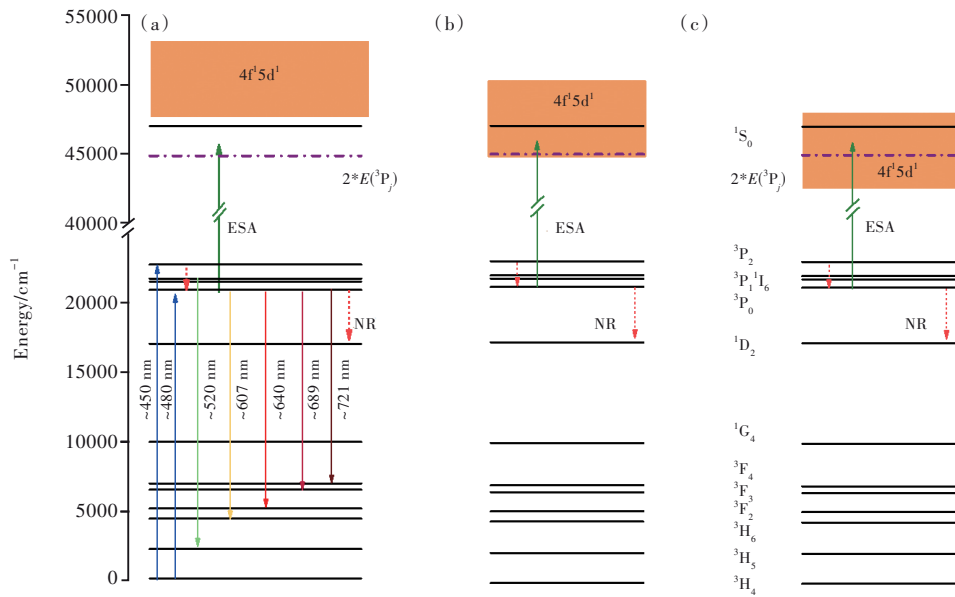 (a)
(b)
(c)
Energy/cm⁻¹
55000
50000
45000
40000
20000
15000
10000
5000
0
4f¹5d¹
2*E(³Pⱼ)
ESA
NR
~450 nm
~480 nm
~520 nm
~607 nm
~640 nm
~689 nm
~721 nm
4f¹5d¹
ESA
NR
¹S₀
2*E(³Pⱼ)
4f¹5d¹
ESA
NR
³P₂
³P₁¹I₆
³P₀
¹D₂
¹G₄
³F₄
³F₃
³F₂
³H₆
³H₅
³H₄